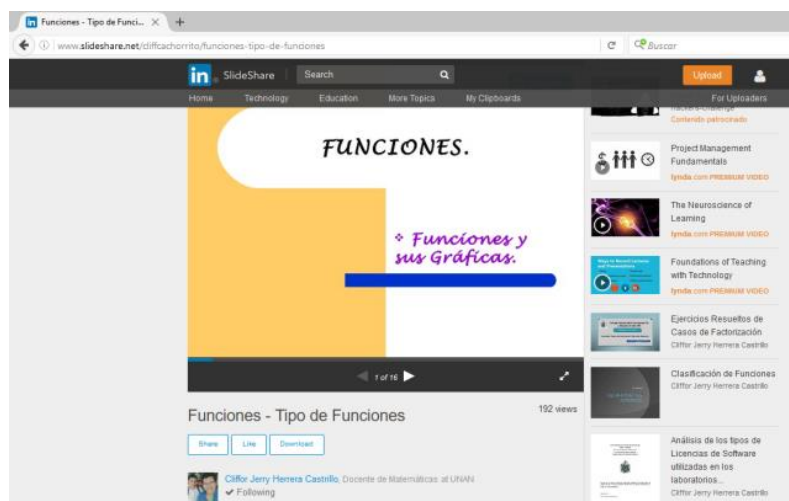 Funciones - Tipo de Funci...
www.slideshare.net/cliffcachorrito/funciones-tipo-de-funciones
Buscar
in SlideShare Search Upload
Home Technology Education More Topics My Clipboards For Uploaders
FUNCIONES.
❖ Funciones y
sus Gráficas.
1 of 16
Funciones - Tipo de Funciones
192 views
Share Like Download
Cliffor Jerry Herrera Castrillo, Docente de Matemáticas at UNAN
✔ Following
hackers-challenge
Contenido patrocinado
Project Management
Fundamentals
lynda.com PREMIUM VIDEO
The Neuroscience of
Learning
lynda.com PREMIUM VIDEO
Foundations of Teaching
with Technology
lynda.com PREMIUM VIDEO
Ejercicios Resueltos de
Casos de Factorización
Cliffor Jerry Herrera Castrillo
Clasificación de Funciones
Cliffor Jerry Herrera Castrillo
Análisis de los tipos de
Licencias de Software
utilizadas en los
laboratorios...
Cliffor Jerry Herrera Castrillo